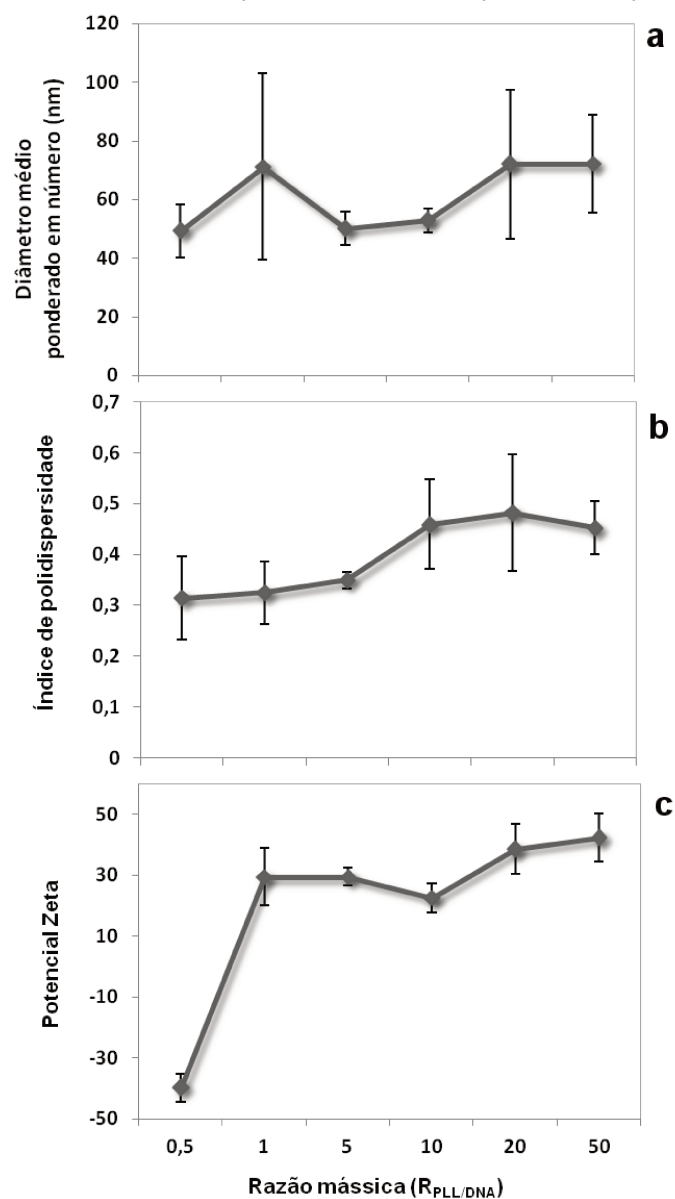 a
Diâmetro médio
ponderado em número (nm)
120
100
80
60
40
20
0
b
Índice de polidispersidade
0,7
0,6
0,5
0,4
0,3
0,2
0,1
0
c
Potencial Zeta
50
30
10
-10
-30
-50
0,5 1 5 10 20 50
Razão mássica (RPLL/DNA)